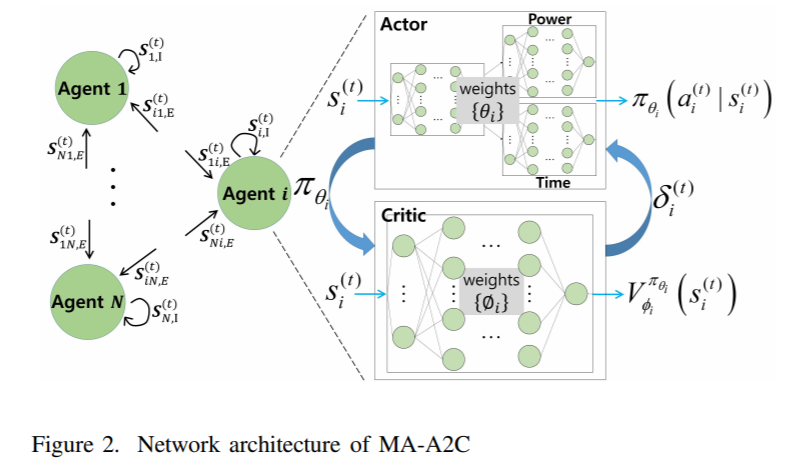 Actor
Power
s_{1,I}^{(t)}
Agent 1
s_{i1,E}^{(t)}
s_{N1,E}^{(t)}
s_{1i,E}^{(t)}
s_{i,I}^{(t)}
Agent i
s_{Ni,E}^{(t)}
s_{1N,E}^{(t)}
s_{iN,E}^{(t)}
Agent N
s_{N,I}^{(t)}
s_i^{(t)}
weights
{θ_i}
π_{θ_i}(a_i^{(t)} | s_i^{(t)})
Time
π_{θ_i}
δ_i^{(t)}
Critic
s_i^{(t)}
weights
{∅_i}
V_{ϕ_i}^{π_{θ_i}}(s_i^{(t)})
Figure 2. Network architecture of MA-A2C